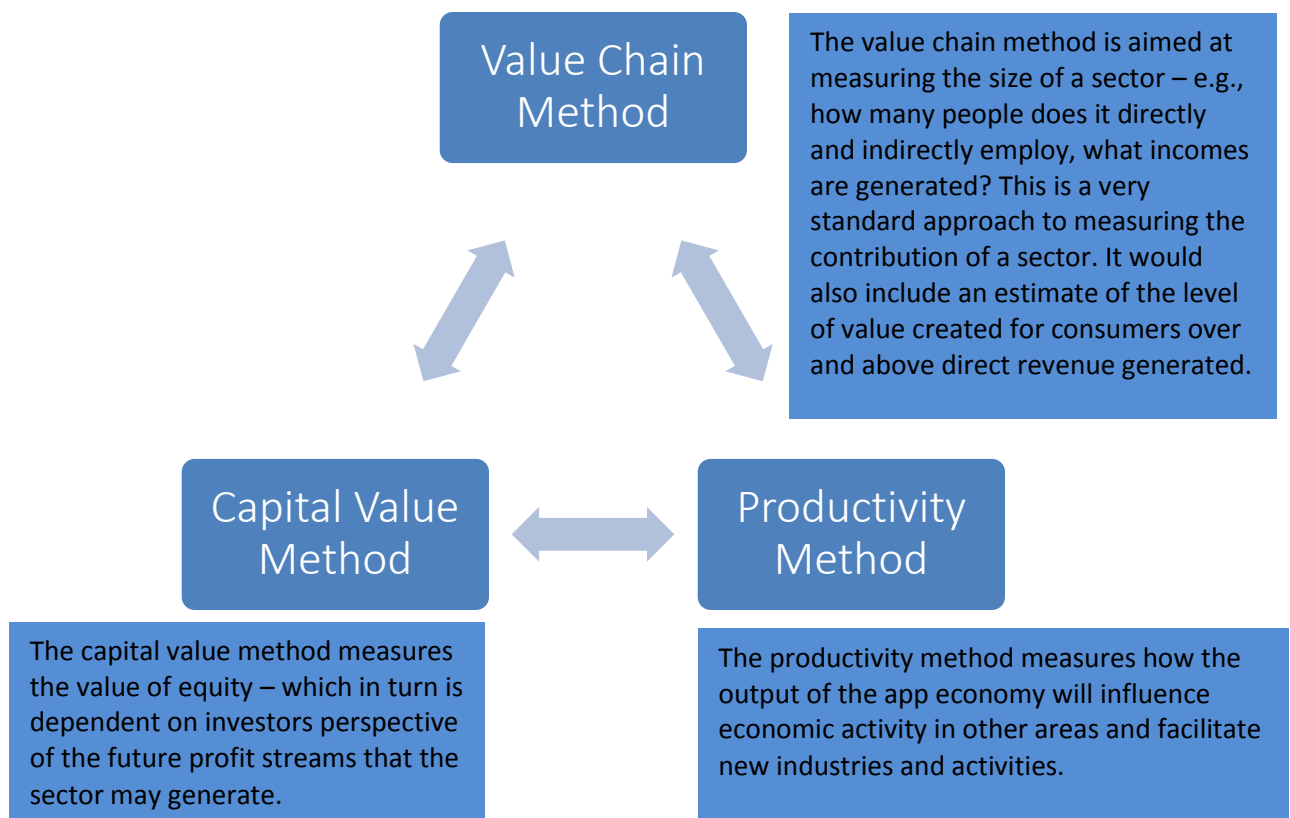 Value Chain
Method
The value chain method is aimed at
measuring the size of a sector – e.g.,
how many people does it directly
and indirectly employ, what incomes
are generated? This is a very
standard approach to measuring the
contribution of a sector. It would
also include an estimate of the level
of value created for consumers over
and above direct revenue generated.
Capital Value
Method
Productivity
Method
The capital value method measures
the value of equity – which in turn is
dependent on investors perspective
of the future profit streams that the
sector may generate.
The productivity method measures how the
output of the app economy will influence
economic activity in other areas and facilitate
new industries and activities.